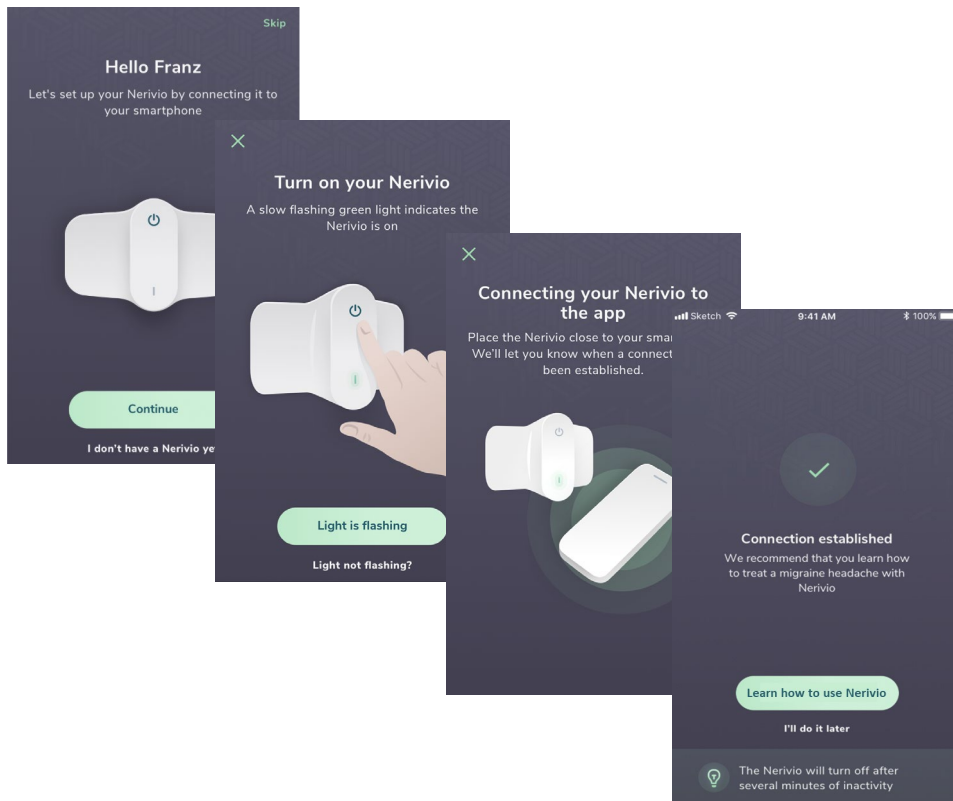 Skip
Hello Franz
Let's set up your Nerivio by connecting it to
your smartphone
Continue
I don't have a Nerivio
Turn on your Nerivio
A slow flashing green light indicates the
Nerivio is on
Light is flashing
Light not flashing?
Connecting your Nerivio to
the app
Place the Nerivio close to your
We'll let you know when a
been established.
Sketch
9:41 AM
100%
Connection established
We recommend that you learn how
to treat a migraine headache with
Nerivio
Learn how to use Nerivio
I'll do it later
The Nerivio will turn off after
several minutes of inactivity